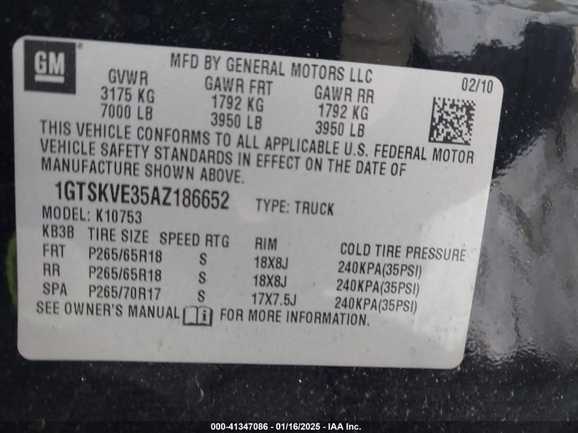 GM
MFD BY GENERAL MOTORS LLC
02/10
GVWR GAWR FRT GAWR RR
3175 KG 1792 KG 1792 KG
7000 LB 3950 LB 3950 LB
THIS VEHICLE CONFORMS TO ALL APPLICABLE U.S. FEDERAL MOTOR
VEHICLE SAFETY STANDARDS IN EFFECT ON THE DATE OF
MANUFACTURE SHOWN ABOVE.
1GTSKVE35AZ186652 TYPE: TRUCK
MODEL: K10753
KB3B TIRE SIZE SPEED RTG RIM COLD TIRE PRESSURE
FRT P265/65R18 S 18X8J 240KPA(35PSI)
RR P265/65R18 S 18X8J 240KPA(35PSI)
SPA P265/70R17 S 17X7.5J 240KPA(35PSI)
SEE OWNER'S MANUAL FOR MORE INFORMATION.
000-41347086 - 01/16/2025 - IAA Inc.